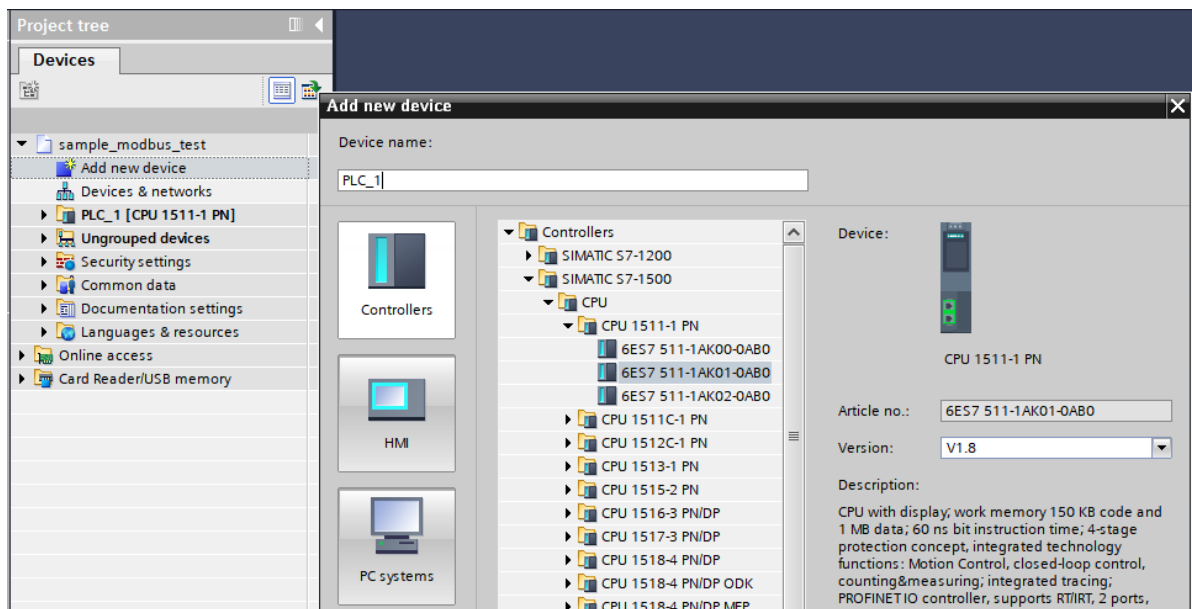 Project tree
Devices
sample_modbus_test
Add new device
Devices & networks
PLC_1 [CPU 1511-1 PN]
Ungrouped devices
Security settings
Common data
Documentation settings
Languages & resources
Online access
Card Reader/USB memory
Add new device
Device name:
PLC_1
Controllers
HMI
PC systems
Controllers
SIMATIC S7-1200
SIMATIC S7-1500
CPU
CPU 1511-1 PN
6ES7 511-1AK00-0AB0
6ES7 511-1AK01-0AB0
6ES7 511-1AK02-0AB0
CPU 1511C-1 PN
CPU 1512C-1 PN
CPU 1513-1 PN
CPU 1515-2 PN
CPU 1516-3 PN/DP
CPU 1517-3 PN/DP
CPU 1518-4 PN/DP
CPU 1518-4 PN/DP ODK
CPU 1518-4 PN/DP MFP
Device:
CPU 1511-1 PN
Article no.: 6ES7 511-1AK01-0AB0
Version: V1.8
Description:
CPU with display; work memory 150 KB code and
1 MB data; 60 ns bit instruction time; 4-stage
protection concept, integrated technology
functions: Motion Control, closed-loop control,
counting&measuring; integrated tracing;
PROFINET IO controller, supports RT/IRT, 2 ports,